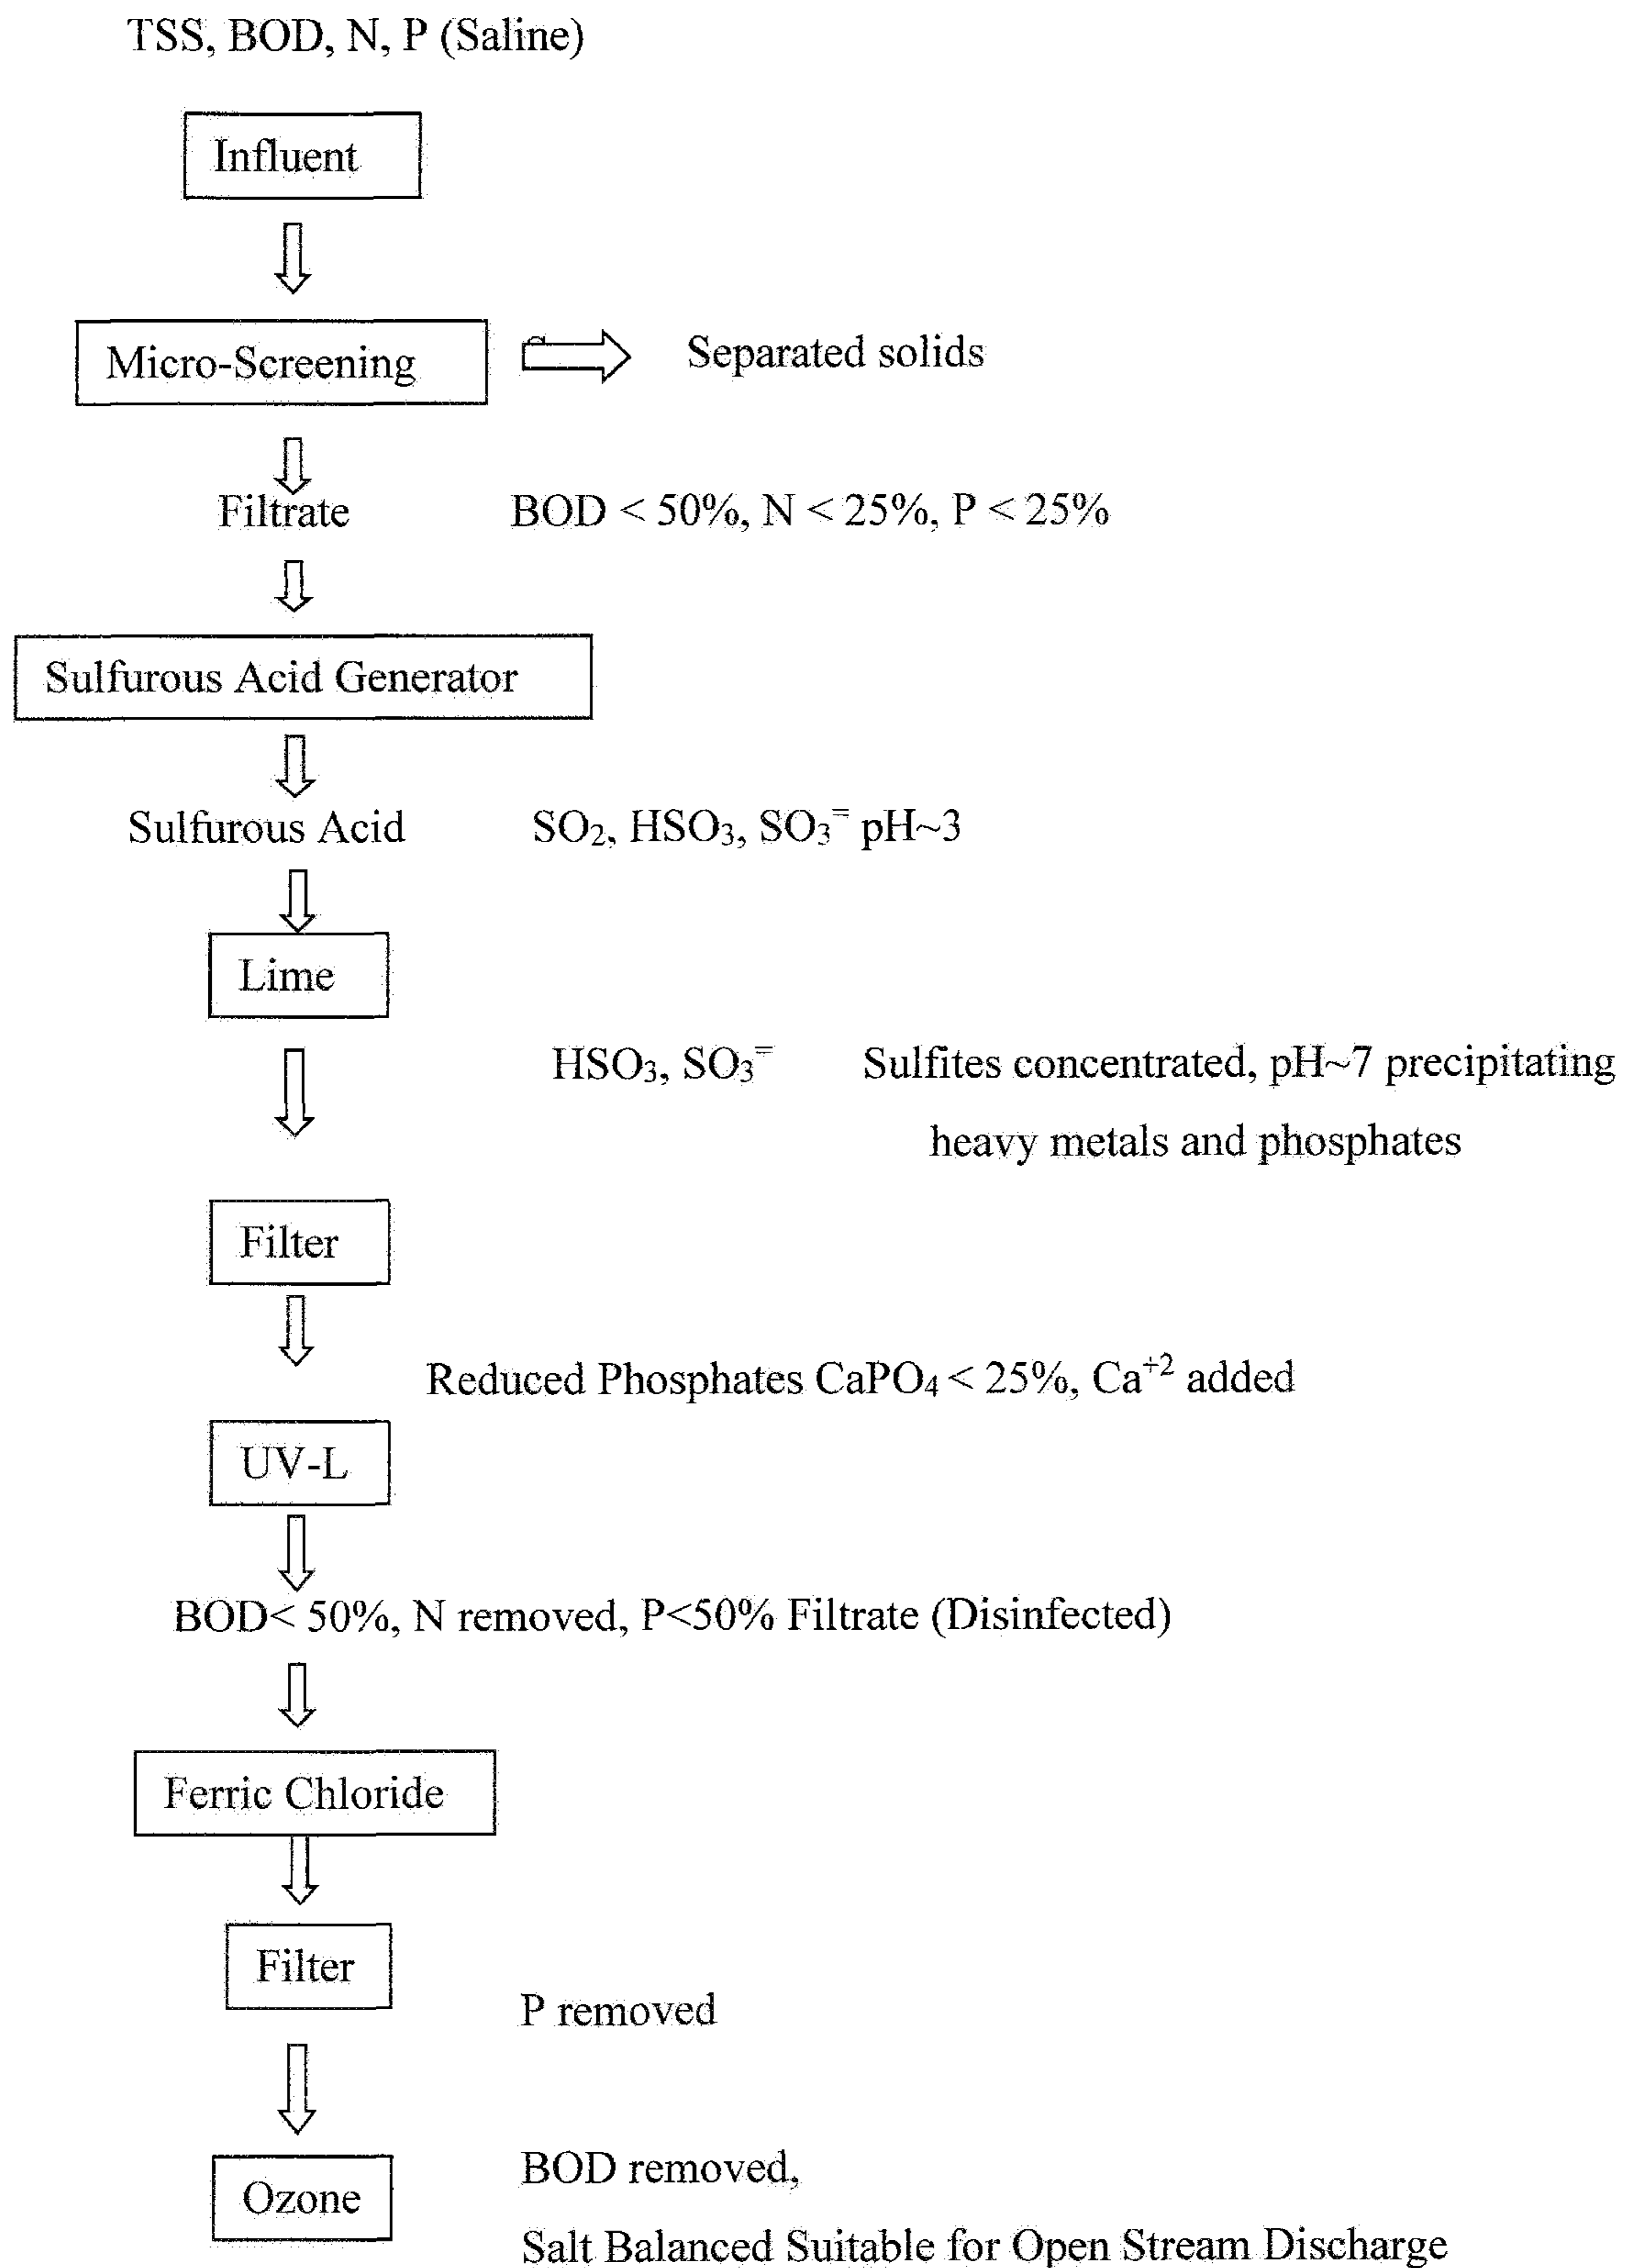 TSS, BOD, N, P (Saline)
Influent
Micro-Screening
Separated solids
Filtrate BOD < 50%, N < 25%, P < 25%
Sulfurous Acid Generator
Sulfurous Acid SO₂, HSO₃, SO₃⁼ pH~3
Lime
HSO₃, SO₃⁼ Sulfites concentrated, pH~7 precipitating
heavy metals and phosphates
Filter
Reduced Phosphates CaPO₄ < 25%, Ca⁺² added
UV-L
BOD< 50%, N removed, P<50% Filtrate (Disinfected)
Ferric Chloride
Filter
P removed
Ozone
BOD removed,
Salt Balanced Suitable for Open Stream Discharge